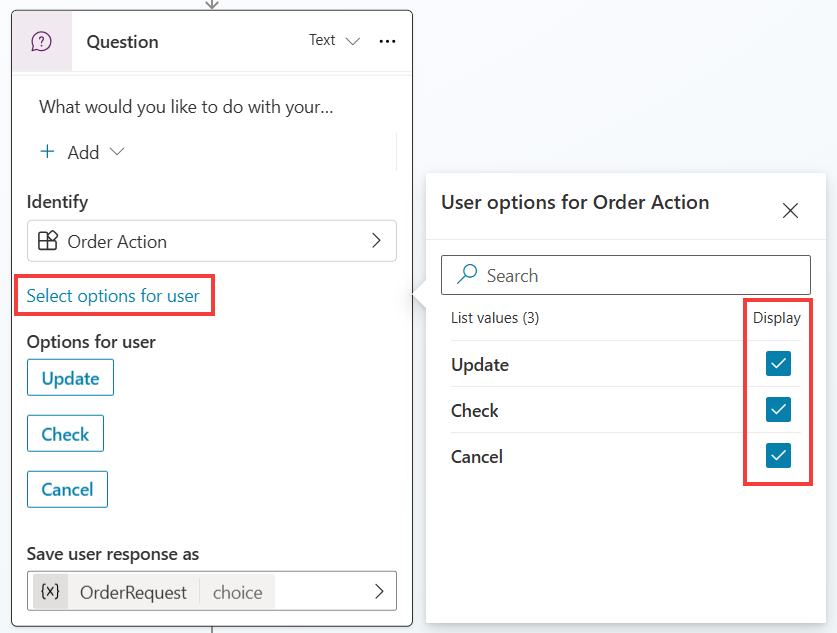 Question
Text
What would you like to do with your...
Add
Identify
Order Action
Select options for user
Options for user
Update
Check
Cancel
Save user response as
{x} OrderRequest choice
User options for Order Action
Search
List values (3) Display
Update
Check
Cancel